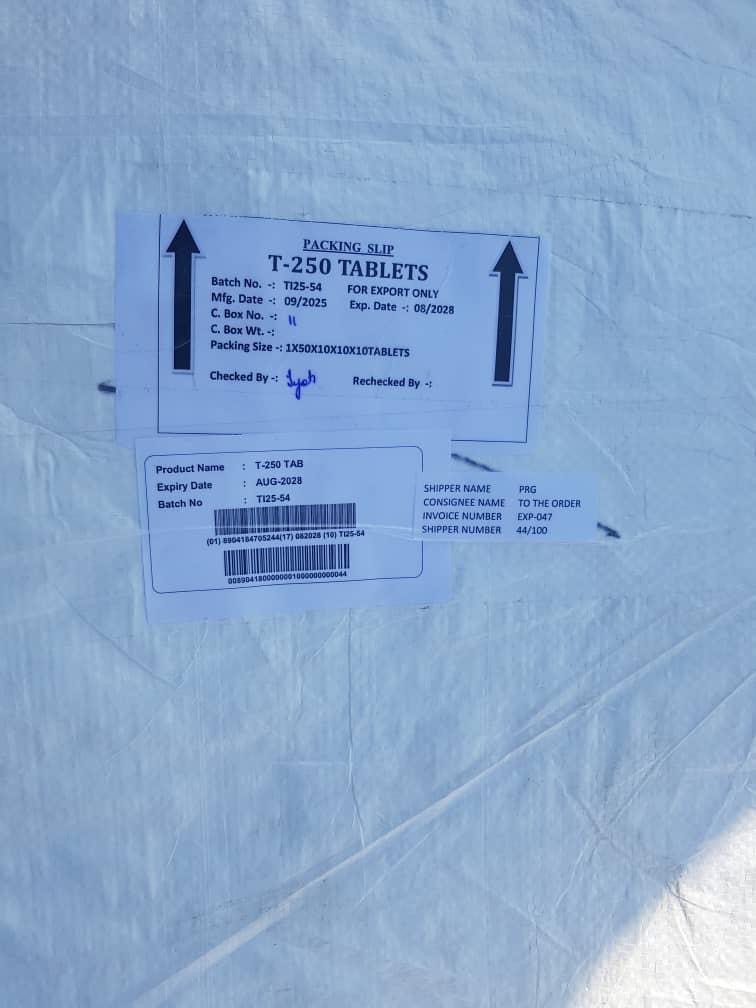 PACKING SLIP
T-250 TABLETS
Batch No. -: TI25-54 FOR EXPORT ONLY
Mfg. Date -: 09/2025 Exp. Date -: 08/2028
C. Box No. -: 11
C. Box Wt. -:
Packing Size -: 1X50X10X10X10TABLETS
Checked By -: Rechecked By -:
Product Name : T-250 TAB
Expiry Date : AUG-2028
Batch No : TI25-54
(01) 8904184705244(17) 082028 (10) TI25-54
SHIPPER NAME PRG
CONSIGNEE NAME TO THE ORDER
INVOICE NUMBER EXP-047
SHIPPER NUMBER 44/100